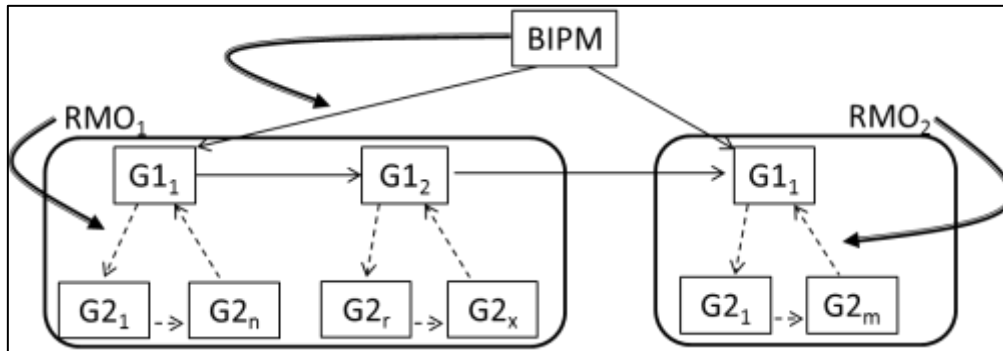 BIPM
RMO₁ RMO₂
G1₁ G1₂ G1₁
G2₁ G2ₙ G2ᵣ G2ₓ G2₁ G2ₘ